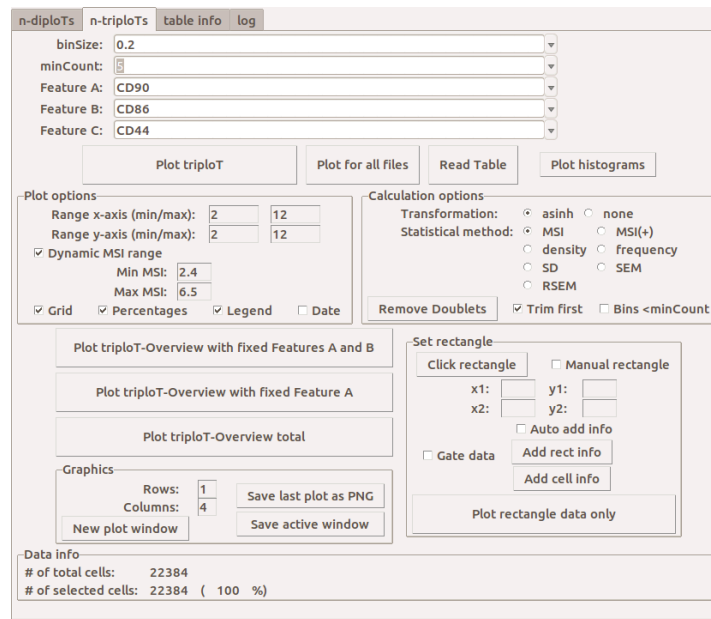 n-diploTs n-triploTs table info log
binSize: 0.2
minCount: 5
Feature A: CD90
Feature B: CD86
Feature C: CD44
Plot triploT Plot for all files Read Table Plot histograms
Plot options
Range x-axis (min/max): 2 12
Range y-axis (min/max): 2 12
Dynamic MSI range
Min MSI: 2.4
Max MSI: 6.5
Grid Percentages Legend Date
Calculation options
Transformation: asinh none
Statistical method: MSI MSI(+)
density frequency
SD SEM
RSEM
Remove Doublets Trim first Bins <minCount
Plot triploT-Overview with fixed Features A and B
Plot triploT-Overview with fixed Feature A
Plot triploT-Overview total
Set rectangle
Click rectangle Manual rectangle
x1: y1:
x2: y2:
Auto add info
Gate data Add rect info
Add cell info
Plot rectangle data only
Graphics
Rows: 1
Columns: 4
Save last plot as PNG
New plot window Save active window
Data info
# of total cells: 22384
# of selected cells: 22384 ( 100 %)